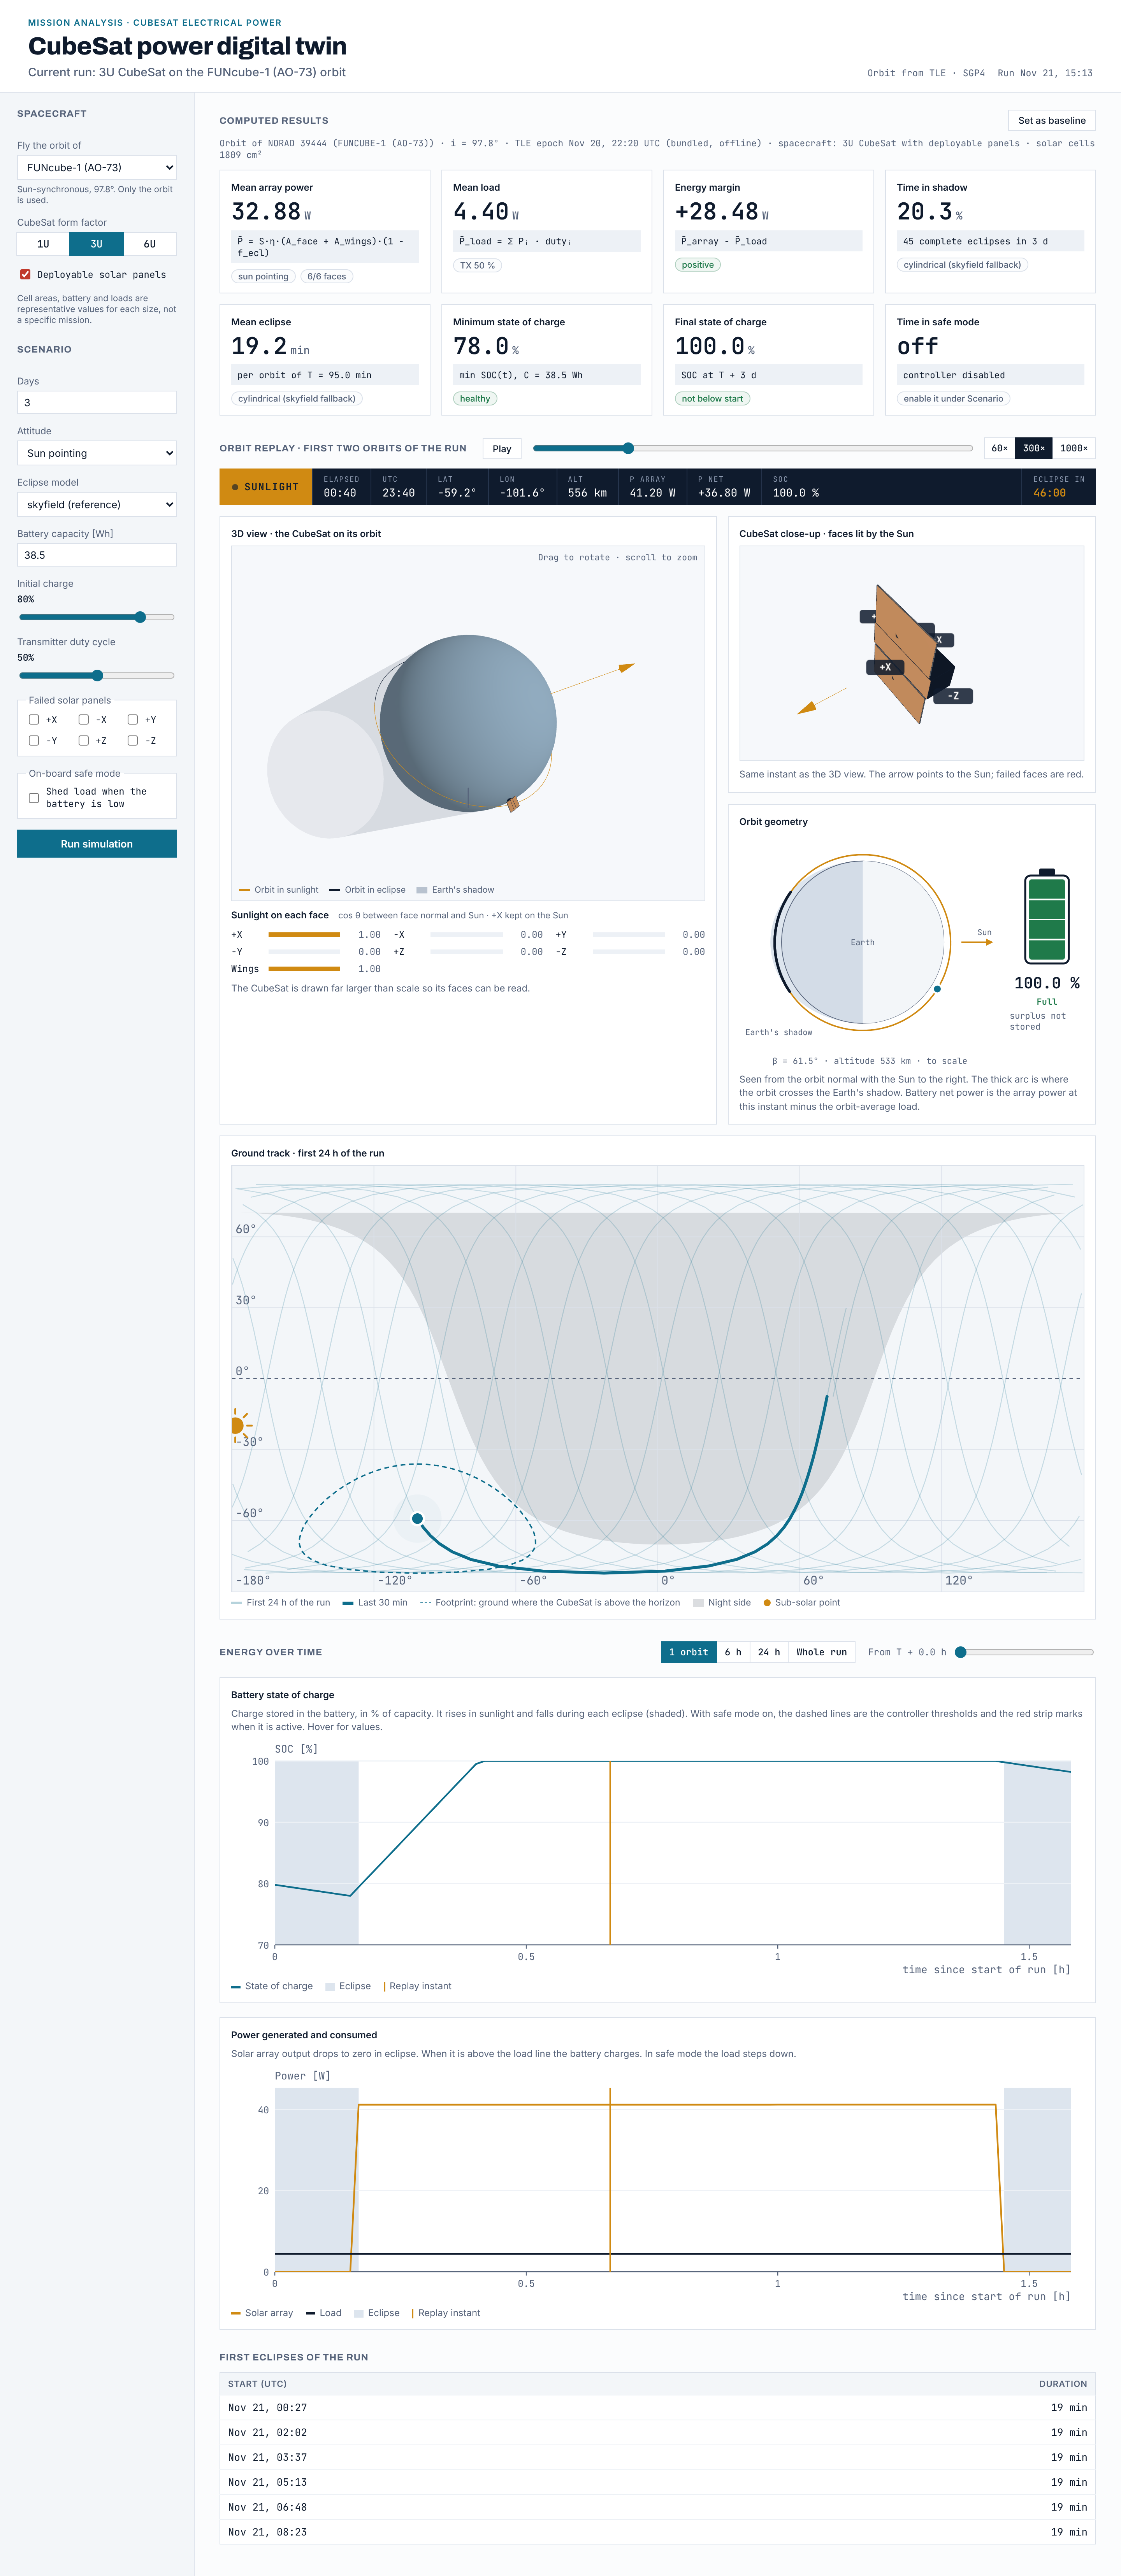 MISSION ANALYSIS · CUBESAT ELECTRICAL POWER
CubeSat power digital twin
Current run: 3U CubeSat on the FUNcube-1 (AO-73) orbit
Orbit from TLE · SGP4 Run Nov 21, 15:13
SPACECRAFT
Fly the orbit of
FUNcube-1 (AO-73)
Sun-synchronous, 97.8°. Only the orbit
is used.
CubeSat form factor
1U 3U 6U
Deployable solar panels
Cell areas, battery and loads are
representative values for each size, not
a specific mission.
SCENARIO
Days
3
Attitude
Sun pointing
Eclipse model
skyfield (reference)
Battery capacity [Wh]
38.5
Initial charge
80%
Transmitter duty cycle
50%
Failed solar panels
+X -X +Y
-Y +Z -Z
On-board safe mode
Shed load when the
battery is low
Run simulation
COMPUTED RESULTS
Set as baseline
Orbit of NORAD 39444 (FUNCUBE-1 (AO-73)) · i = 97.8° · TLE epoch Nov 20, 22:20 UTC (bundled, offline) · spacecraft: 3U CubeSat with deployable panels · solar cells
1809 cm²
Mean array power
32.88 W
P̄ = S·η·(A_face + A_wings)·(1 -
f_ecl)
sun pointing 6/6 faces
Mean load
4.40 W
P̄_load = Σ Pᵢ · dutyᵢ
TX 50 %
Energy margin
+28.48 W
P̄_array - P̄_load
positive
Time in shadow
20.3 %
45 complete eclipses in 3 d
cylindrical (skyfield fallback)
Mean eclipse
19.2 min
per orbit of T = 95.0 min
cylindrical (skyfield fallback)
Minimum state of charge
78.0 %
min SOC(t), C = 38.5 Wh
healthy
Final state of charge
100.0 %
SOC at T + 3 d
not below start
Time in safe mode
off
controller disabled
enable it under Scenario
ORBIT REPLAY · FIRST TWO ORBITS OF THE RUN
Play
60× 300× 1000×
SUNLIGHT
ELAPSED
00:40
UTC
23:40
LAT
-59.2°
LON
-101.6°
ALT
556 km
P ARRAY
41.20 W
P NET
+36.80 W
SOC
100.0 %
ECLIPSE IN
46:00
3D view · the CubeSat on its orbit
Drag to rotate · scroll to zoom
Orbit in sunlight Orbit in eclipse Earth's shadow
Sunlight on each face cos θ between face normal and Sun · +X kept on the Sun
+X 1.00 -X 0.00 +Y 0.00
-Y 0.00 +Z 0.00 -Z 0.00
Wings 1.00
The CubeSat is drawn far larger than scale so its faces can be read.
CubeSat close-up · faces lit by the Sun
X
+X
-Z
Same instant as the 3D view. The arrow points to the Sun; failed faces are red.
Orbit geometry
Earth
Sun
Earth's shadow
100.0 %
Full
surplus not
stored
β = 61.5° · altitude 533 km · to scale
Seen from the orbit normal with the Sun to the right. The thick arc is where
the orbit crosses the Earth's shadow. Battery net power is the array power at
this instant minus the orbit-average load.
Ground track · first 24 h of the run
60°
30°
0°
-30°
-60°
-180° -120° -60° 0° 60° 120°
First 24 h of the run Last 30 min Footprint: ground where the CubeSat is above the horizon Night side Sub-solar point
ENERGY OVER TIME
1 orbit 6 h 24 h Whole run
From T + 0.0 h
Battery state of charge
Charge stored in the battery, in % of capacity. It rises in sunlight and falls during each eclipse (shaded). With safe mode on, the dashed lines are the controller thresholds and the red strip marks
when it is active. Hover for values.
SOC [%]
100
90
80
70
0 0.5 1 1.5
time since start of run [h]
State of charge Eclipse Replay instant
Power generated and consumed
Solar array output drops to zero in eclipse. When it is above the load line the battery charges. In safe mode the load steps down.
Power [W]
40
20
0
0 0.5 1 1.5
time since start of run [h]
Solar array Load Eclipse Replay instant
FIRST ECLIPSES OF THE RUN
START (UTC) DURATION
Nov 21, 00:27 19 min
Nov 21, 02:02 19 min
Nov 21, 03:37 19 min
Nov 21, 05:13 19 min
Nov 21, 06:48 19 min
Nov 21, 08:23 19 min